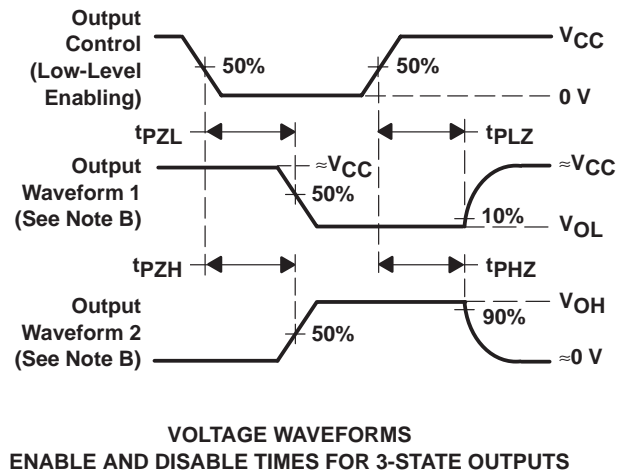 Output
Control
(Low-Level
Enabling)
50%
50%
VCC
0 V
tPZL
tPLZ
Output
Waveform 1
(See Note B)
≈VCC
50%
≈VCC
10%
VOL
tPZH
tPHZ
Output
Waveform 2
(See Note B)
50%
VOH
90%
≈0 V
VOLTAGE WAVEFORMS
ENABLE AND DISABLE TIMES FOR 3-STATE OUTPUTS